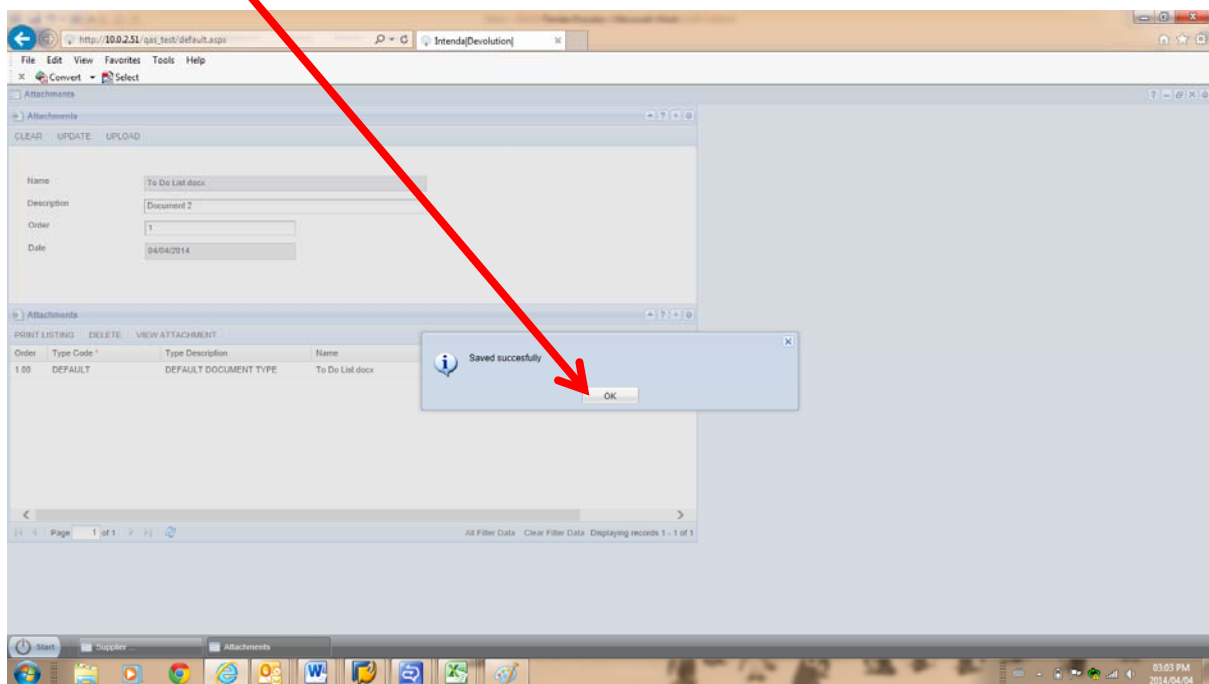 http://10.0.2.51/qas_test/default.aspx
Intenda|Devolution|
File Edit View Favorites Tools Help
x Convert Select
Attachments
Attachments
CLEAR UPDATE UPLOAD
Name To Do List.docx
Description Document 2
Order 1
Date 04/04/2014
Attachments
PRINT LISTING DELETE VIEW ATTACHMENT
Order Type Code * Type Description Name
1.00 DEFAULT DEFAULT DOCUMENT TYPE To Do List.docx
Saved succesfully
OK
Page 1 of 1 All Filter Data Clear Filter Data Displaying records 1 - 1 of 1
Start Supplier ... Attachments
03:03 PM
2014/04/04